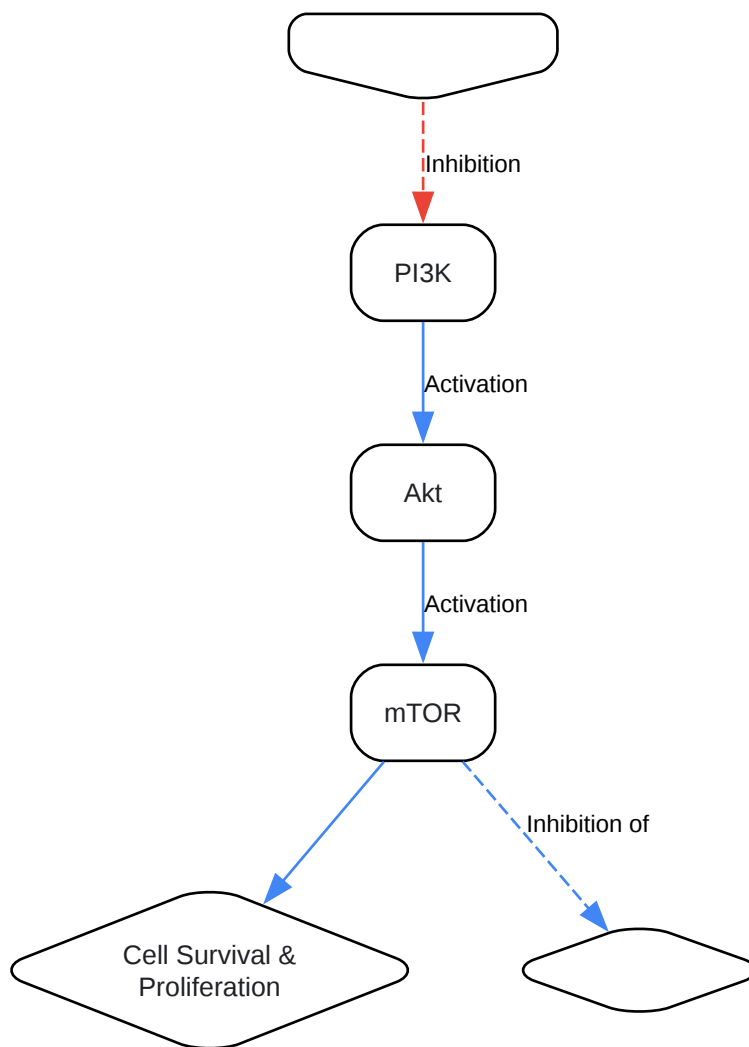 Inhibition
PI3K
Activation
Akt
Activation
mTOR
Inhibition of
Cell Survival &
Proliferation